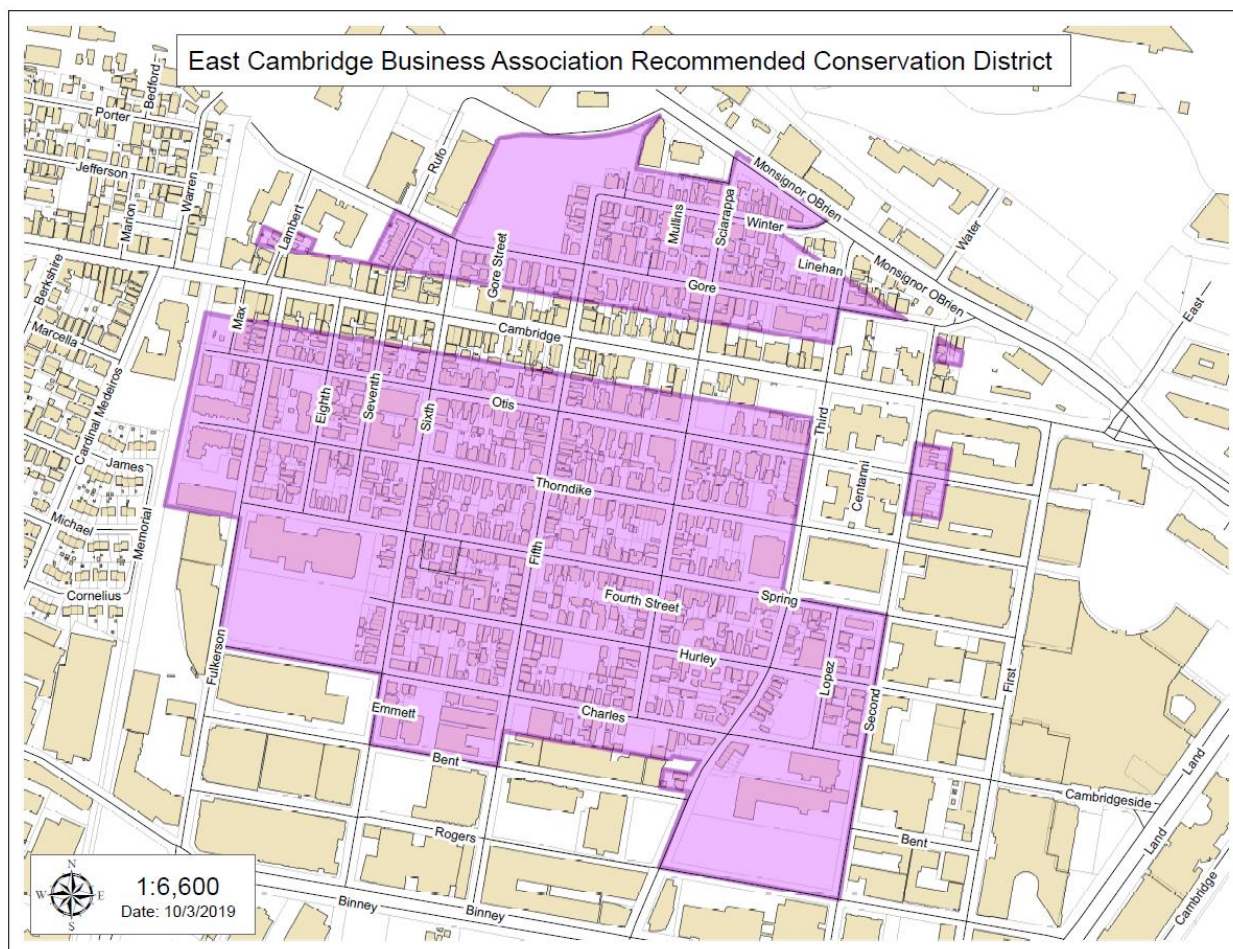 East Cambridge Business Association Recommended Conservation District
Bedford
Porter
Jefferson
Warren
Marion
Lambert
Rufo
Gore Street
Mullins
Sciarappa
Winter
Monsignor OBrien
Linehan
Gore
Water
Monsignor OBrien
East
Berkshire
Marcella
Max
Cambridge
Cardinal Medeiros
Eighth
Seventh
Sixth
Otis
Third
Centanni
James
Memorial
Thorndike
Michael
Cornelius
Fifth
Fourth Street
Spring
Fulkerson
Hurley
Lopez
Second
First
Emmett
Charles
Bent
Land
Cambridgeside
Rogers
Bent
Land
Cambridge
Binney
Binney
N
W E
S
1:6,600
Date: 10/3/2019